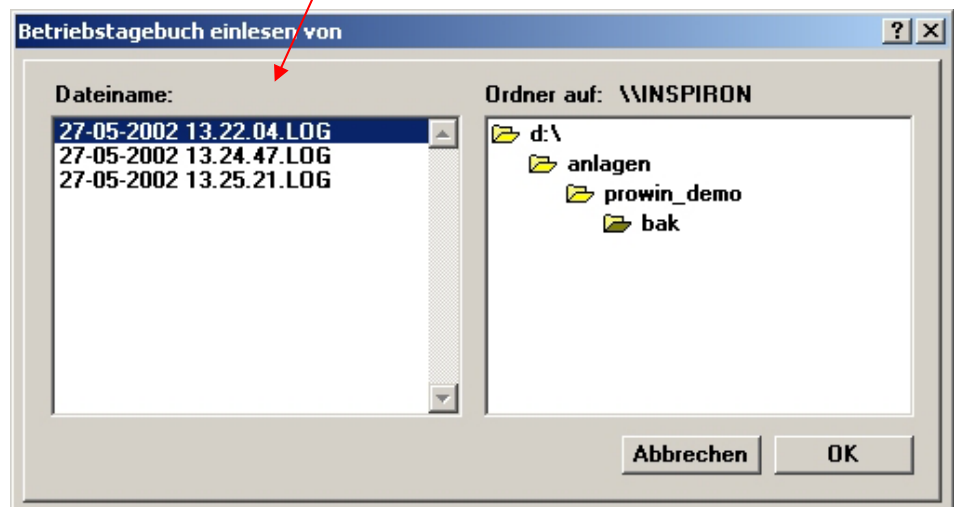 Betriebstagebuch einlesen von
Dateiname:
27-05-2002 13.22.04.LOG
27-05-2002 13.24.47.LOG
27-05-2002 13.25.21.LOG
Ordner auf: \\INSPIRON
d:\
anlagen
prowin_demo
bak
Abbrechen
OK